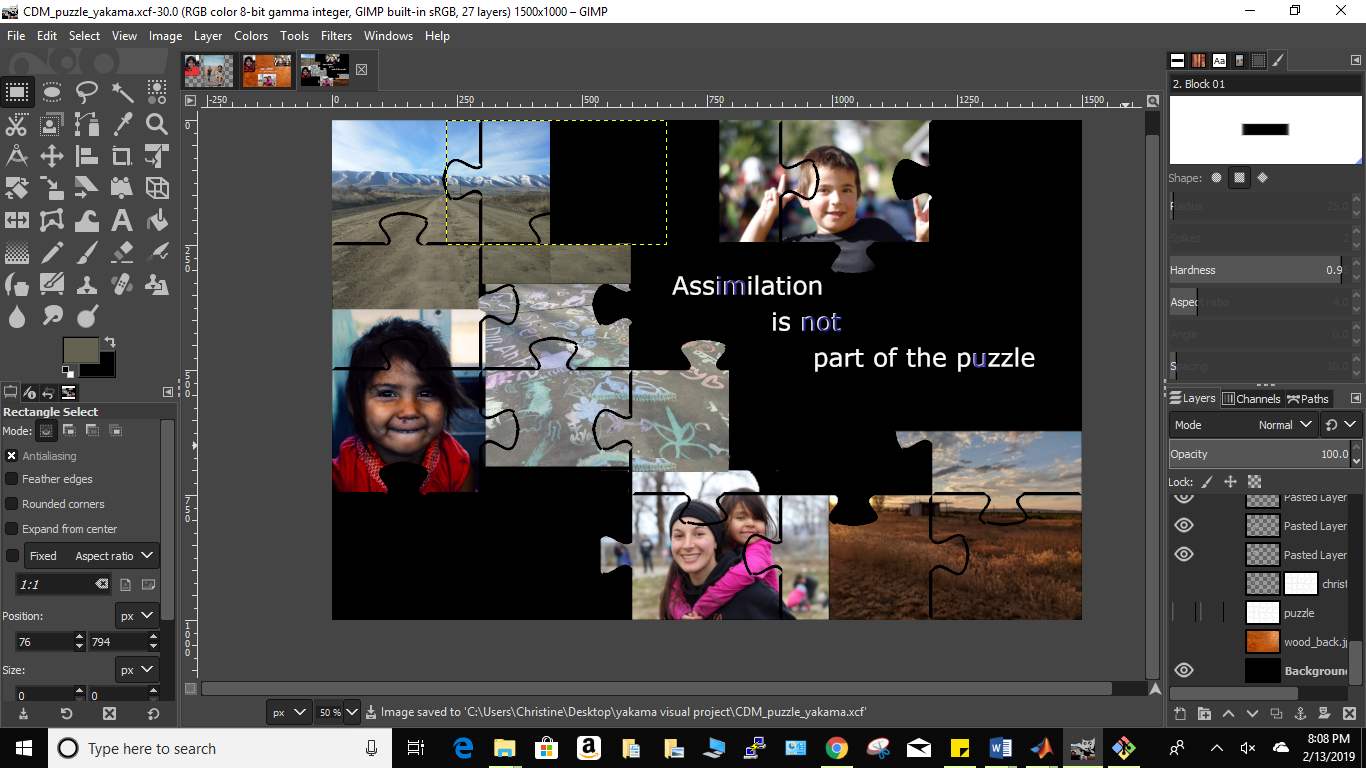 CDM_puzzle_yakama.xcf-30.0 (RGB color 8-bit gamma integer, GIMP built-in sRGB, 27 layers) 1500x1000 – GIMP
File Edit Select View Image Layer Colors Tools Filters Windows Help
-250 0 250 500 750 1000 1250 1500
0
250
500
750
1000
2. Block 01
Shape:
Radius 25.0
Spikes 2
Hardness 0.9
Aspect ratio 4.0
Angle 0.0
Spacing 10.0
Assimilation
is not
part of the puzzle
Rectangle Select
Mode:
Antialiasing
Feather edges
Rounded corners
Expand from center
Fixed Aspect ratio
1:1
Position: px
76 794
Size: px
0 0
Layers Channels Paths
Mode Normal
Opacity 100.0
Lock:
Pasted Layer
Pasted Layer
Pasted Layer
christ
puzzle
wood_back.j
Background
px 50 % Image saved to 'C:\Users\Christine\Desktop\yakama visual project\CDM_puzzle_yakama.xcf'
Type here to search
8:08 PM
2/13/2019